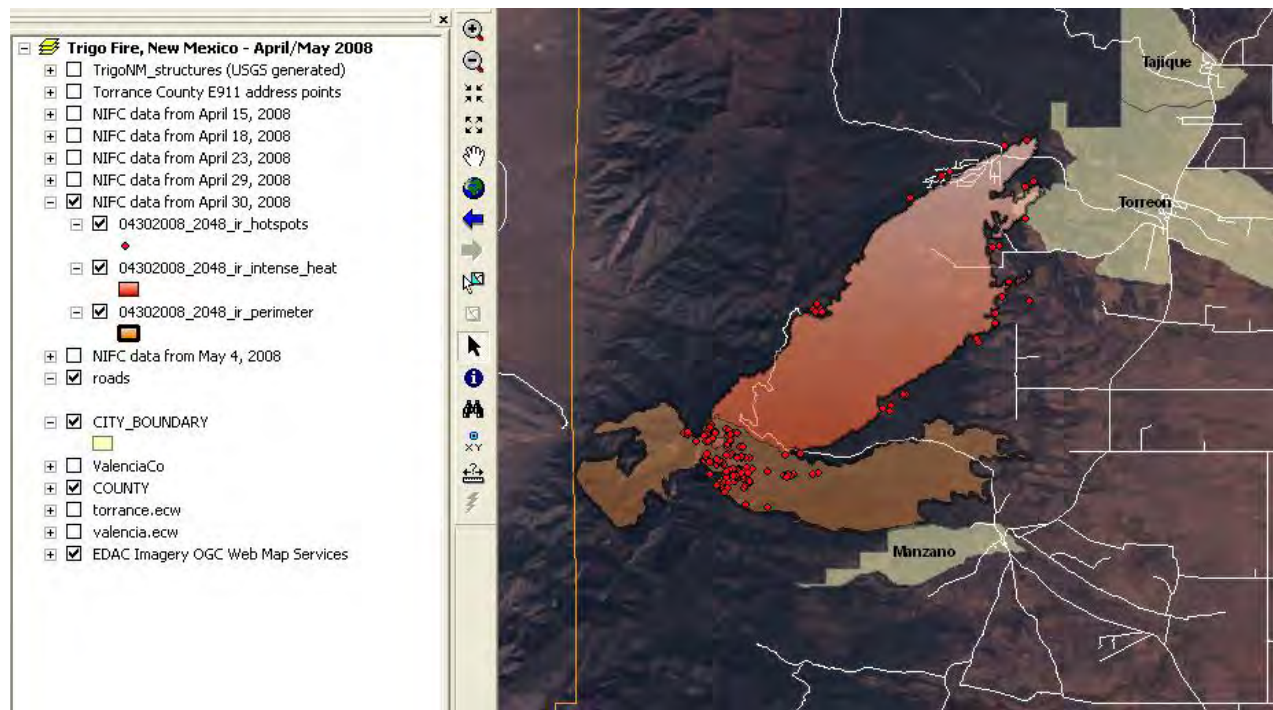 Trigo Fire, New Mexico - April/May 2008
TrigoNM_structures (USGS generated)
Torrance County E911 address points
NIFC data from April 15, 2008
NIFC data from April 18, 2008
NIFC data from April 23, 2008
NIFC data from April 29, 2008
NIFC data from April 30, 2008
04302008_2048_ir_hotspots
04302008_2048_ir_intense_heat
04302008_2048_ir_perimeter
NIFC data from May 4, 2008
roads
CITY_BOUNDARY
ValenciaCo
COUNTY
torrance.ecw
valencia.ecw
EDAC Imagery OGC Web Map Services
XY
Tajique
Torreon
Manzano